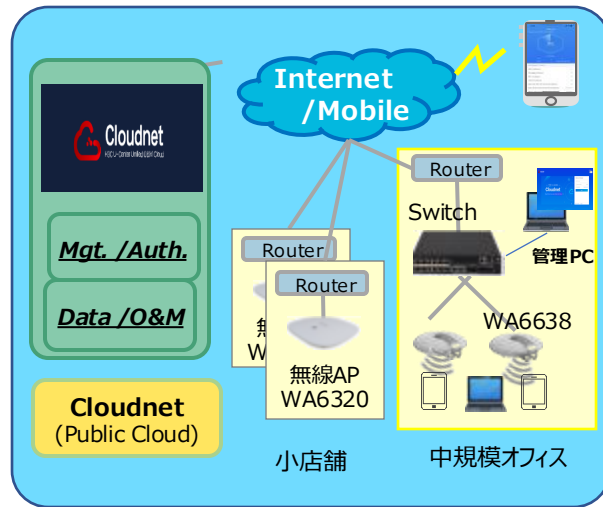 Cloudnet
Mgt. /Auth.
Data /O&M
Cloudnet
(Public Cloud)
Internet
/Mobile
Router
Router
Router
無線AP
WA6320
小店舗
Switch
管理PC
WA6638
中規模オフィス